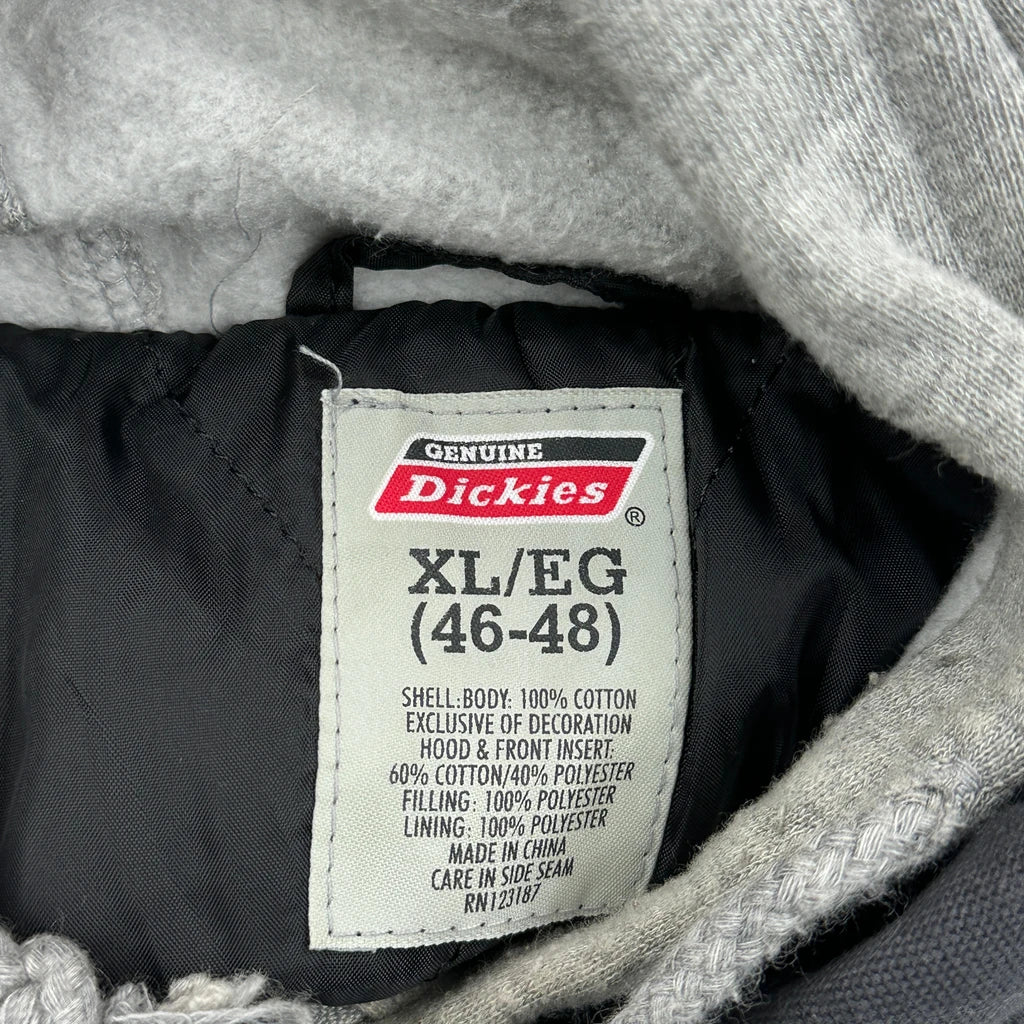 GENUINE
Dickies
®
XL/EG
(46-48)
SHELL:BODY: 100% COTTON
EXCLUSIVE OF DECORATION
HOOD & FRONT INSERT:
60% COTTON/40% POLYESTER
FILLING: 100% POLYESTER
LINING: 100% POLYESTER
MADE IN CHINA
CARE IN SIDE SEAM
RN123187